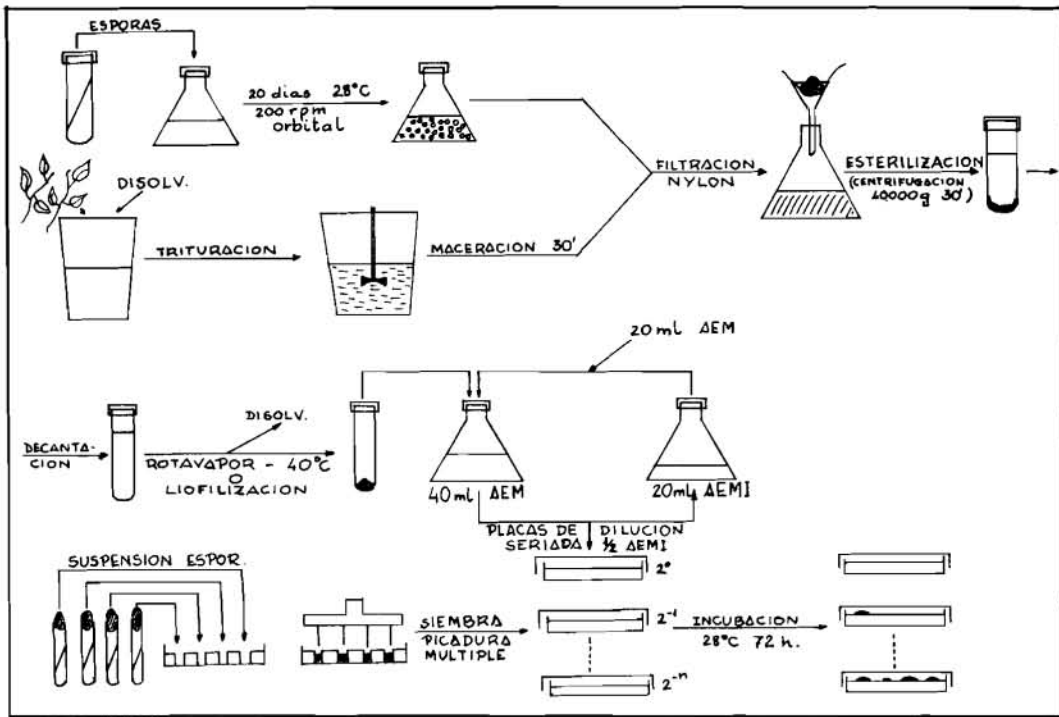 ESPORAS
20 dias 28°C
200 rpm
orbital
DISOLV.
TRITURACION
MACERACION 30'
FILTRACION
NYLON
ESTERILIZACION
(CENTRIFUGACION
10,000g 30')
20 ml AEM
DECANTA-
CION
DISOLV.
ROTAVAPOR - 40°C
O
LIOFILIZACION
40 ml AEM
20 ml AEMI
PLACAS DE DILUCION
SERIADA ½ AEMI
SUSPENSION ESPOR.
SIEMBRA
PICADURA
MULTIPLE
2°
2⁻¹
2⁻ⁿ
INCUBACION
28°C 72 h.